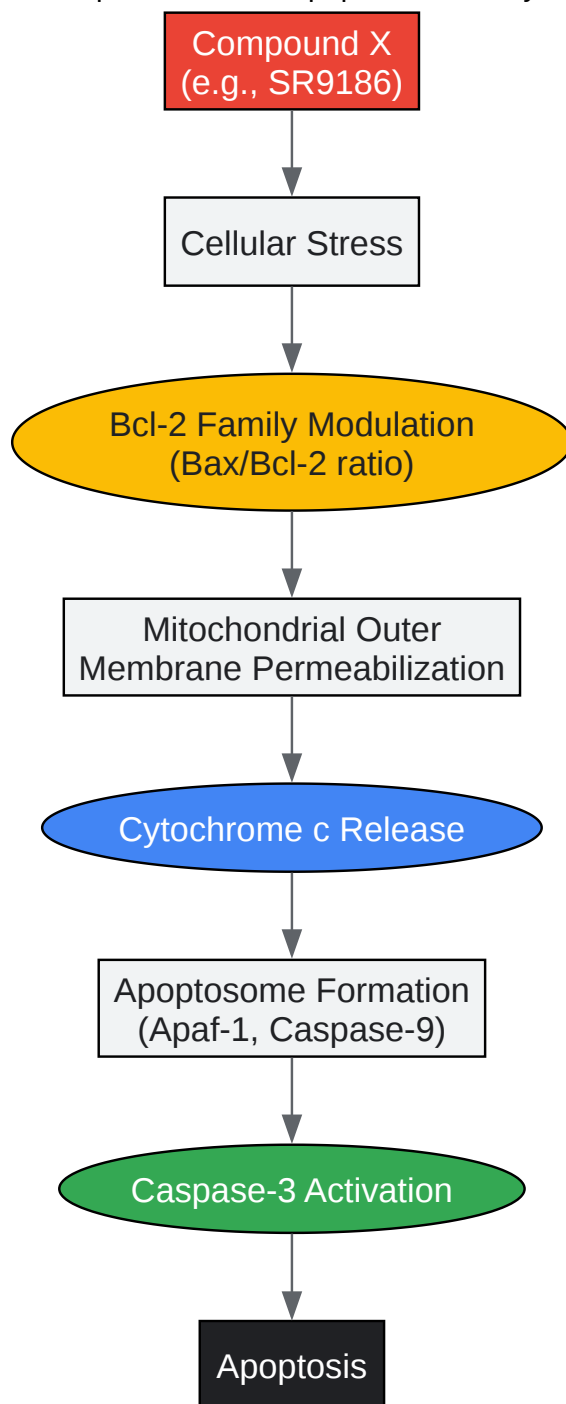 Compound X
(e.g., SR9186)
Cellular Stress
Bcl-2 Family Modulation
(Bax/Bcl-2 ratio)
Mitochondrial Outer
Membrane Permeabilization
Cytochrome c Release
Apoptosome Formation
(Apaf-1, Caspase-9)
Caspase-3 Activation
Apoptosis